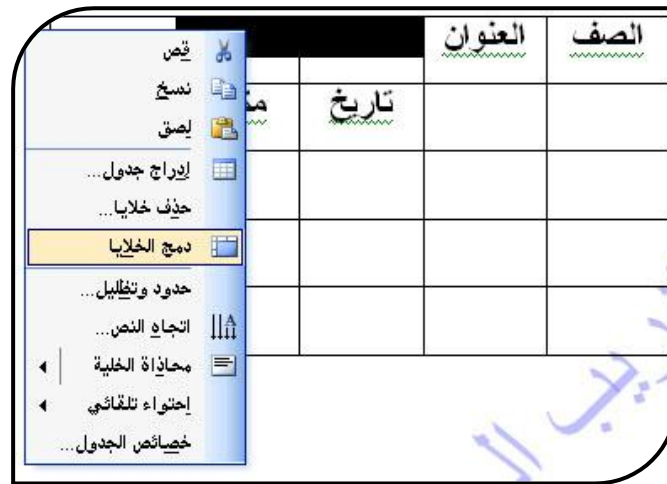 الصف العنوان
تاريخ
قص
نسخ
لصق
إدراج جدول...
حذف خلايا...
دمج الخلايا
حدود وتظليل...
اتجاه النص...
محاذاة الخلية
إحتواء تلقائي
خصائص الجدول...